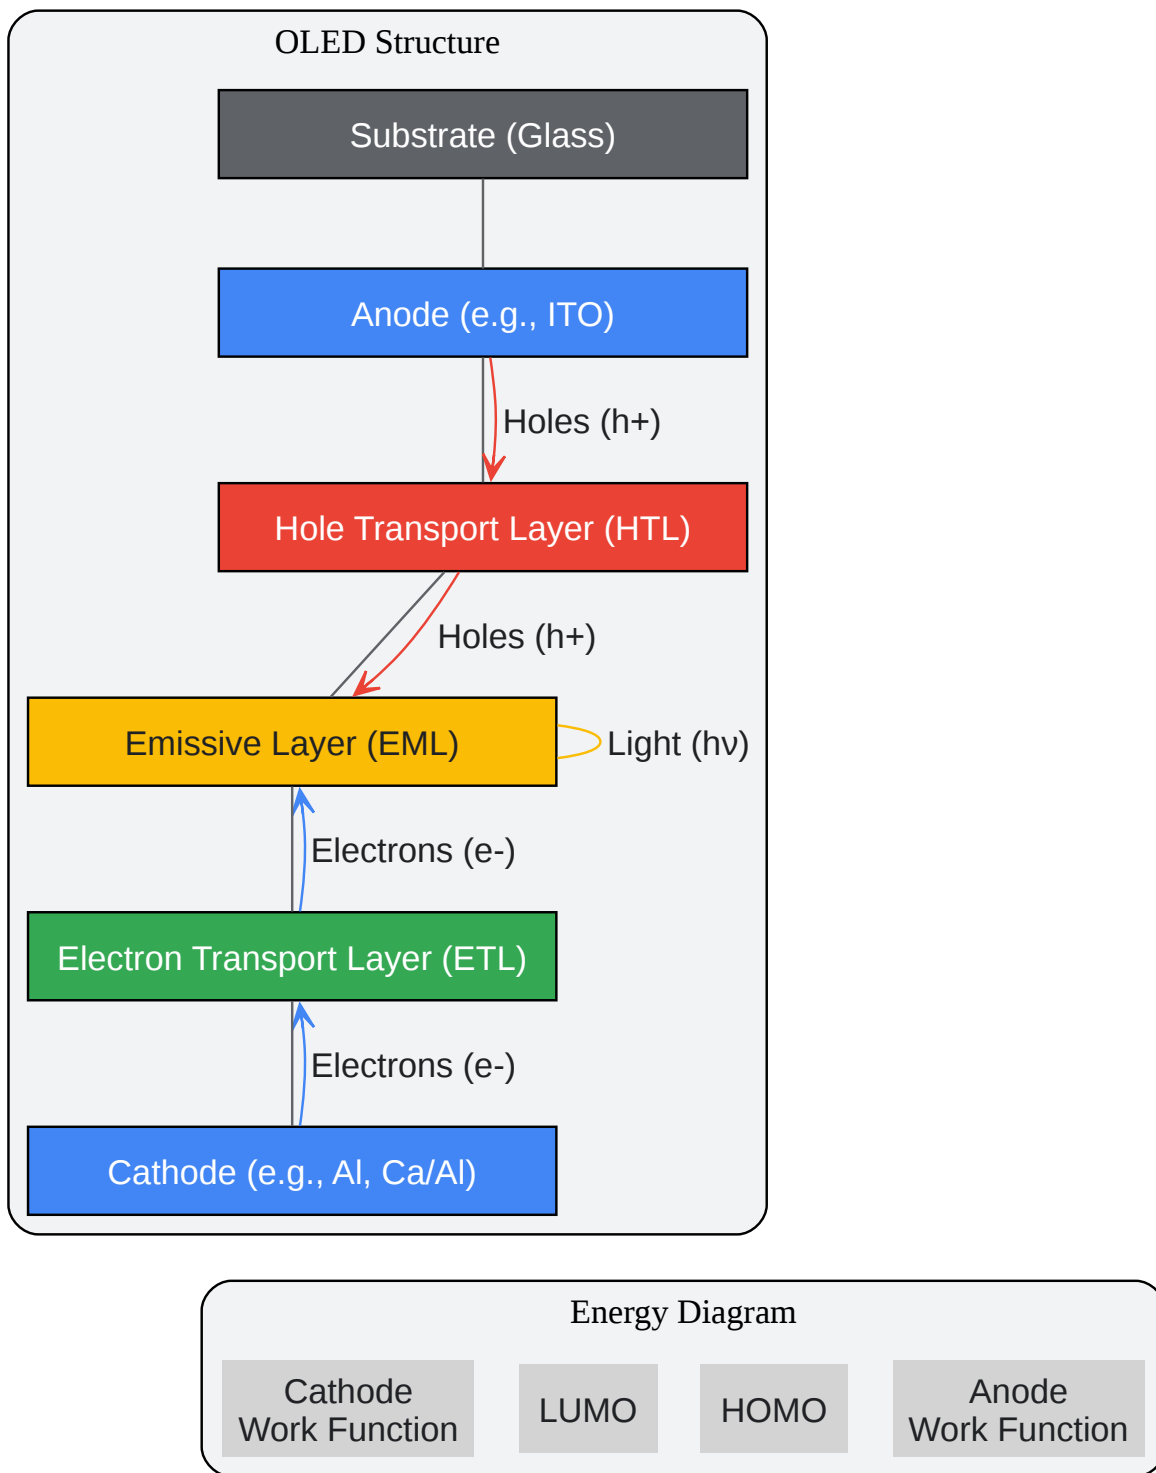 OLED Structure
Substrate (Glass)
Anode (e.g., ITO)
Holes (h+)
Hole Transport Layer (HTL)
Holes (h+)
Emissive Layer (EML)
Light (hν)
Electrons (e-)
Electron Transport Layer (ETL)
Electrons (e-)
Cathode (e.g., Al, Ca/Al)
Energy Diagram
Cathode
Work Function
LUMO
HOMO
Anode
Work Function